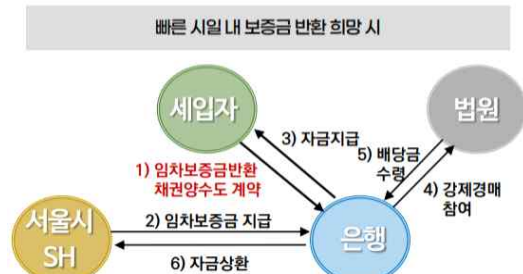 빠른 시일 내 보증금 반환 희망 시
세입자
법원
3) 자금지급
5) 배당금
수령
1) 임차보증금반환
채권양수도 계약
4) 강제경매
참여
서울시
SH
2) 임차보증금 지급
은행
6) 자금상환